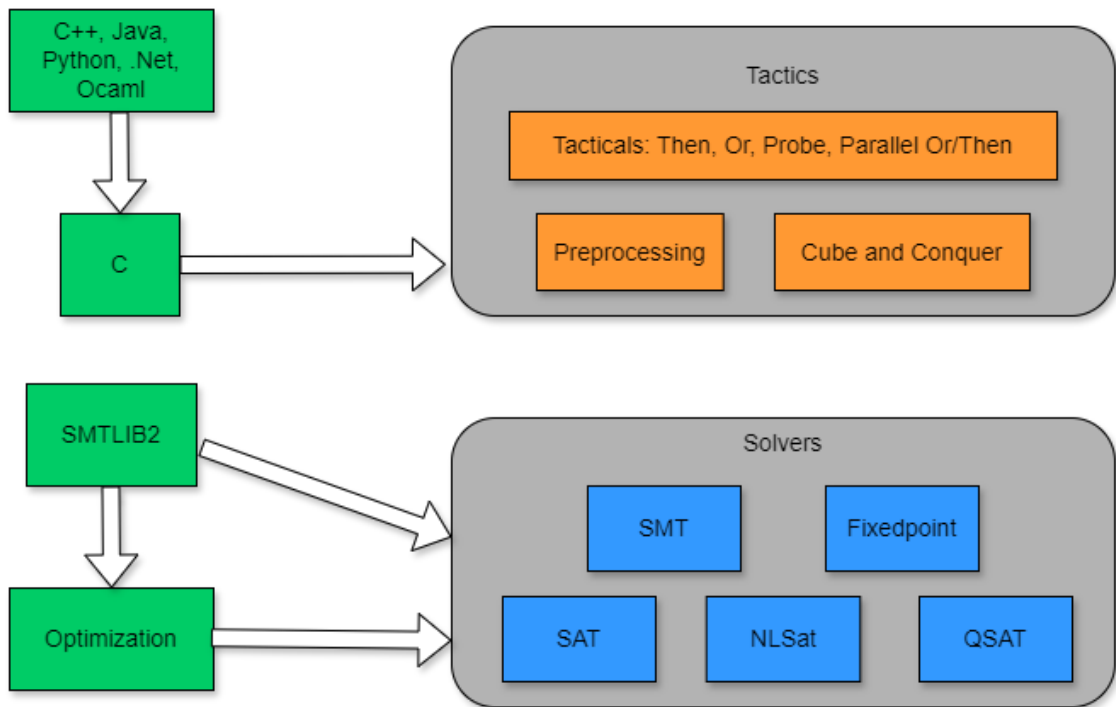 C++, Java,
Python, .Net,
Ocaml
Tactics
Tacticals: Then, Or, Probe, Parallel Or/Then
Preprocessing
Cube and Conquer
C
SMTLIB2
Solvers
SMT
Fixedpoint
Optimization
SAT
NLSat
QSAT